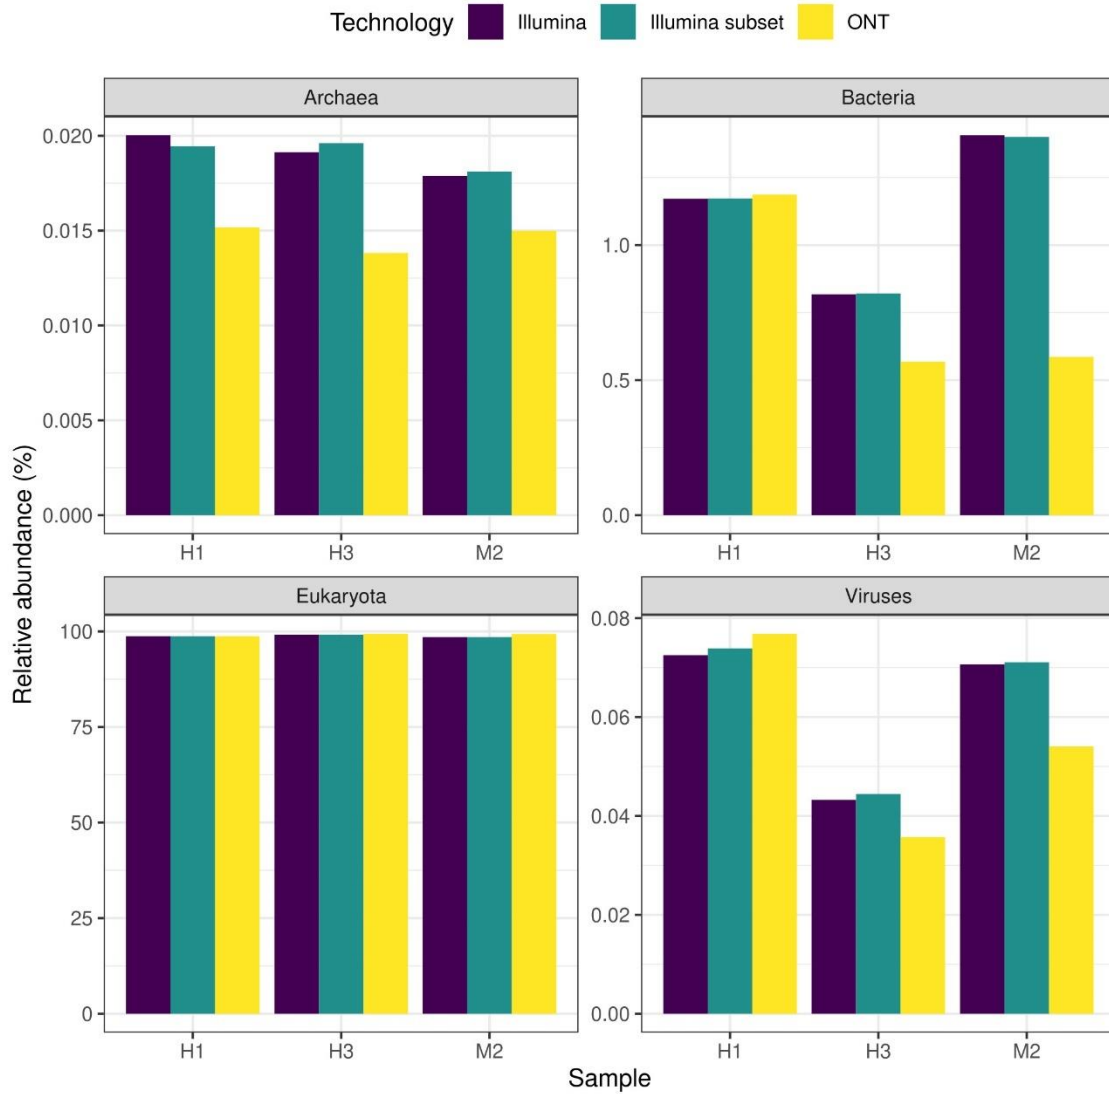 Technology Illumina Illumina subset ONT
Archaea
Bacteria
0.020
0.015
0.010
0.005
0.000
1.0
0.5
0.0
H1 H3 M2
H1 H3 M2
Relative abundance (%)
Eukaryota
Viruses
100
75
50
25
0
0.08
0.06
0.04
0.02
0.00
H1 H3 M2
H1 H3 M2
Sample